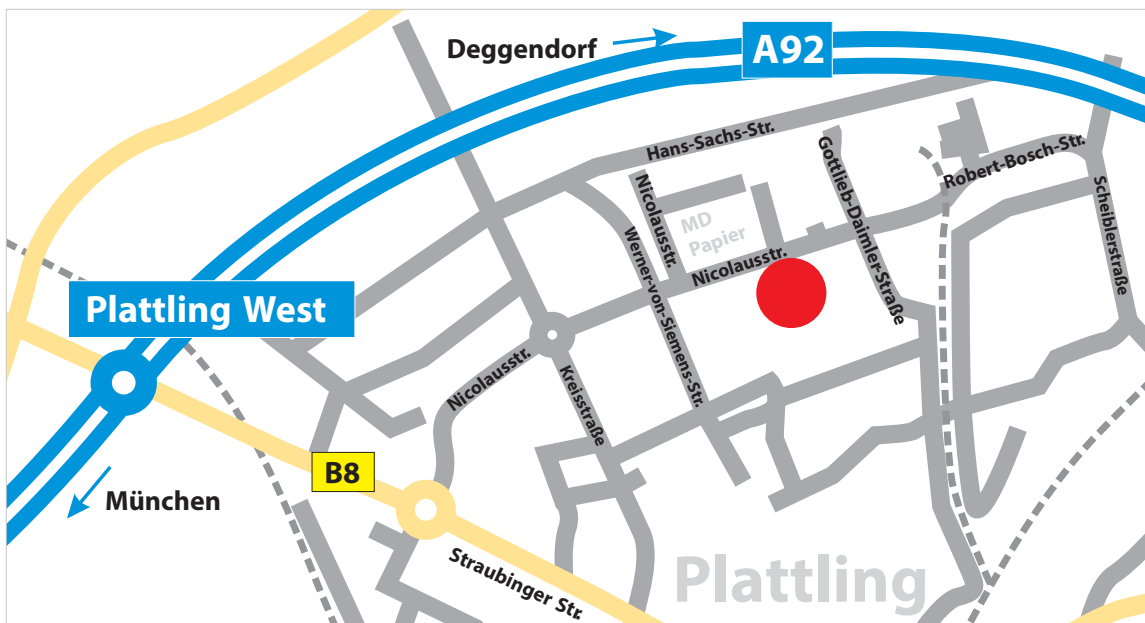 Deggendorf
A92
Hans-Sachs-Str.
Gottlieb-Daimler-Straße
Robert-Bosch-Str.
Scheiblerstraße
Nicolausstr.
MD
Papier
Werner-von-Siemens-Str.
Nicolausstr.
Plattling West
Nicolausstr.
Kreisstraße
B8
München
Straubinger Str.
Plattling